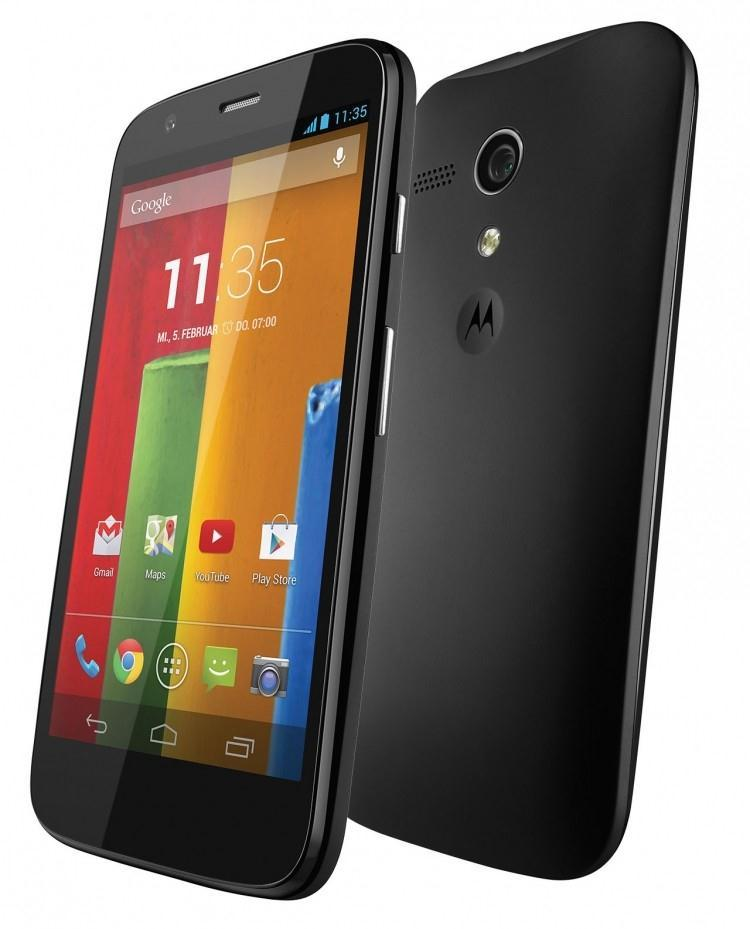 11:35
Google
11:35
MI., 5. FEBRUAR DO. 07:00
Gmail Maps YouTube Play Store